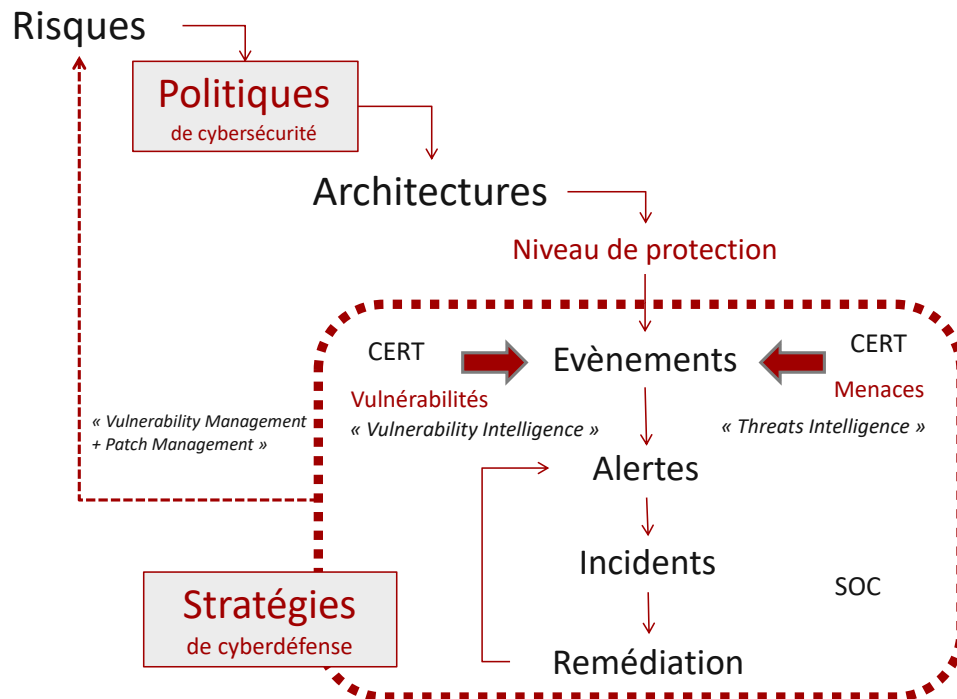 Risques
Politiques
de cybersécurité
Architectures
Niveau de protection
CERT
Evènements
CERT
Vulnérabilités
Menaces
« Vulnerability Management
+ Patch Management »
« Vulnerability Intelligence »
« Threats Intelligence »
Alertes
Incidents
SOC
Stratégies
de cyberdéfense
Remédiation